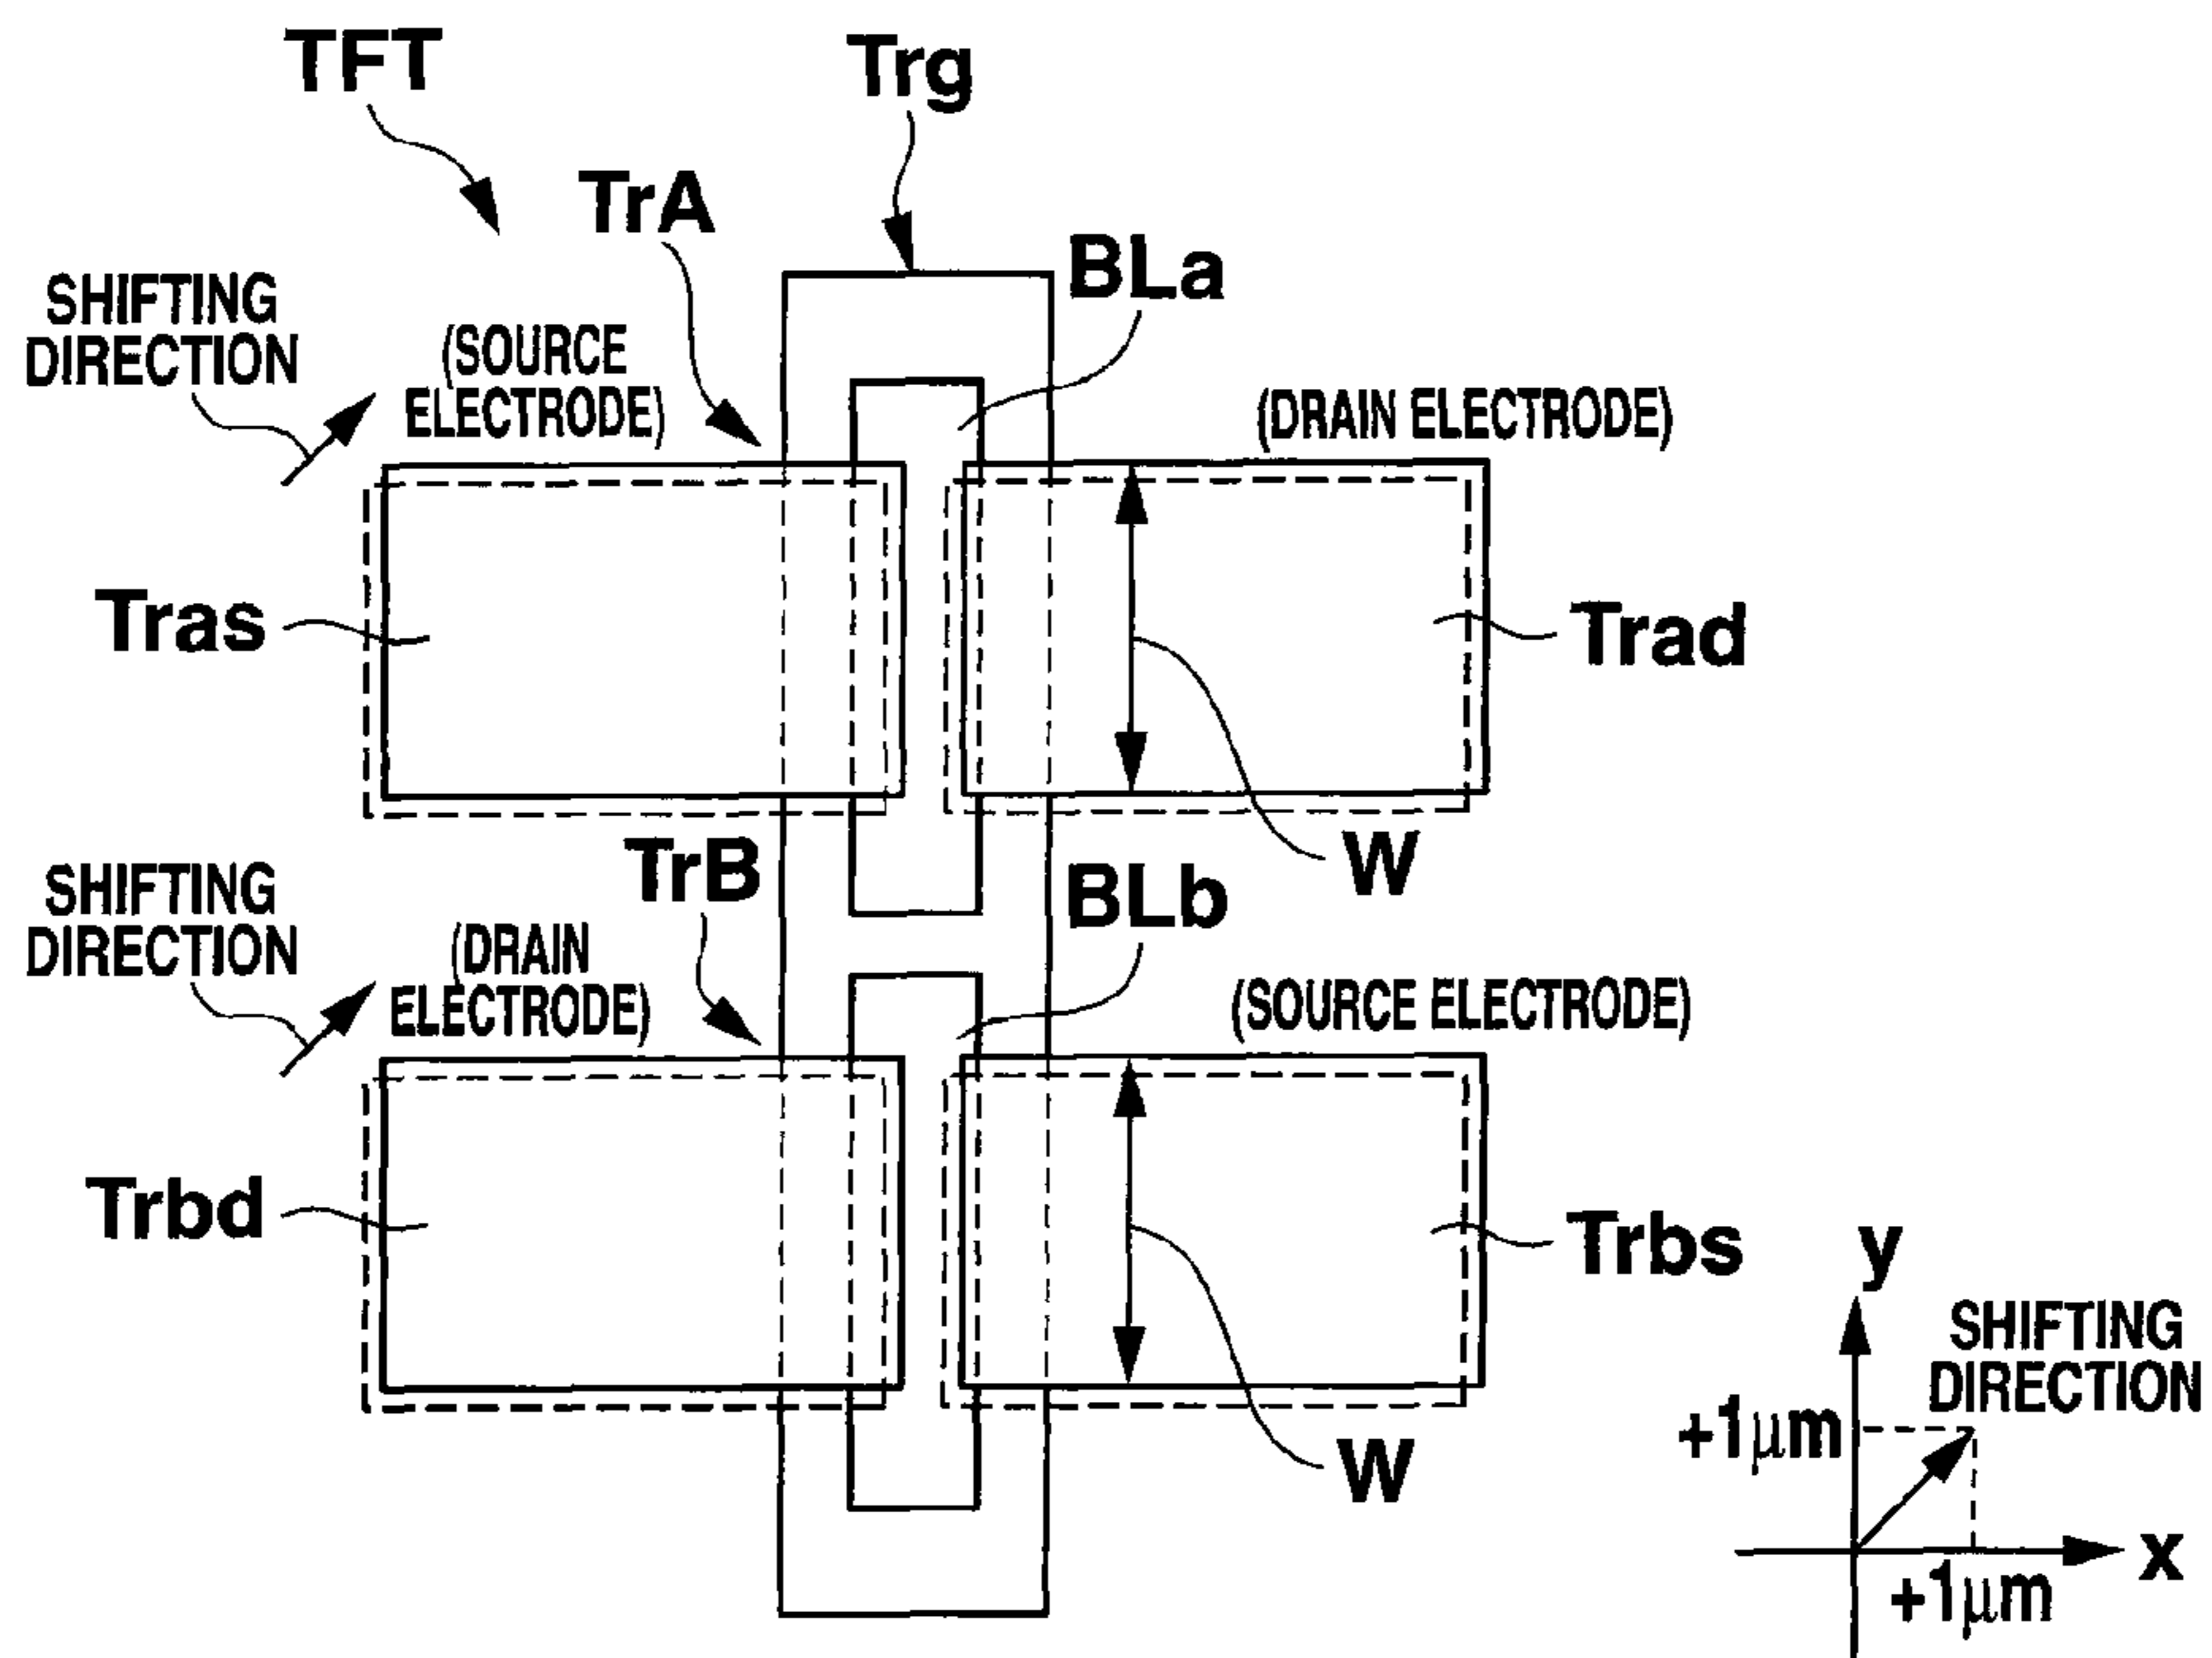 TFT
Trg
TrA
BLa
SHIFTING
DIRECTION
(SOURCE
ELECTRODE)
(DRAIN ELECTRODE)
Tras
Trad
W
TrB
BLb
SHIFTING
DIRECTION
(DRAIN
ELECTRODE)
(SOURCE ELECTRODE)
Trbd
Trbs
W
y
SHIFTING
DIRECTION
+1μm
x
+1μm